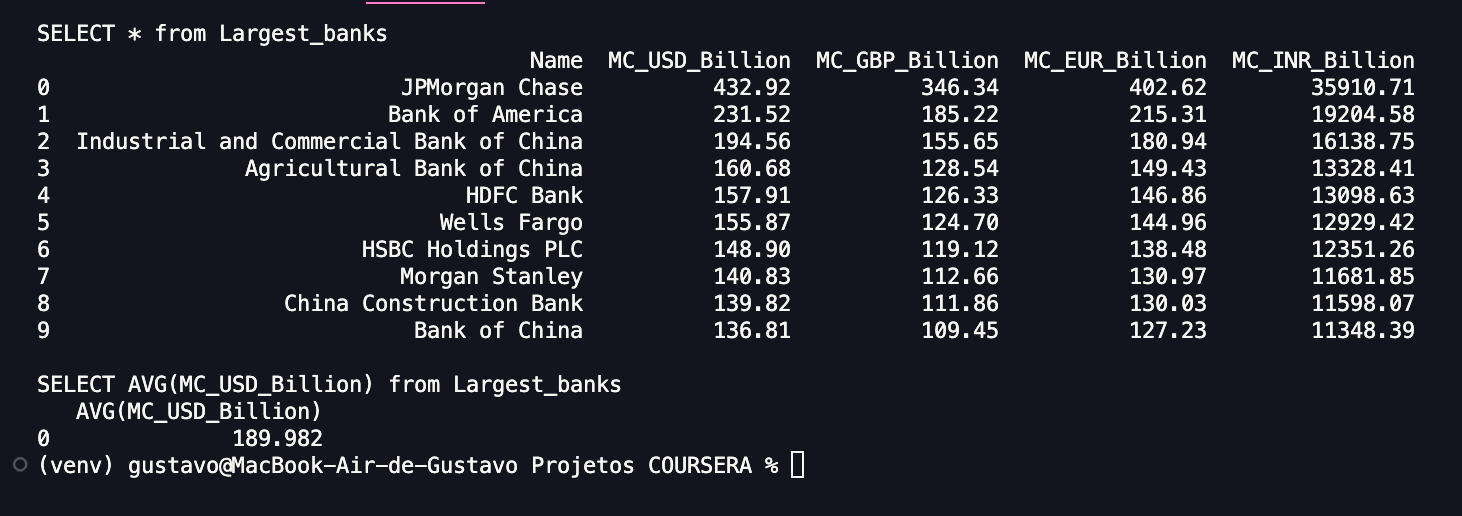 SELECT * from Largest_banks
Name MC_USD_Billion MC_GBP_Billion MC_EUR_Billion MC_INR_Billion
0 JPMorgan Chase 432.92 346.34 402.62 35910.71
1 Bank of America 231.52 185.22 215.31 19204.58
2 Industrial and Commercial Bank of China 194.56 155.65 180.94 16138.75
3 Agricultural Bank of China 160.68 128.54 149.43 13328.41
4 HDFC Bank 157.91 126.33 146.86 13098.63
5 Wells Fargo 155.87 124.70 144.96 12929.42
6 HSBC Holdings PLC 148.90 119.12 138.48 12351.26
7 Morgan Stanley 140.83 112.66 130.97 11681.85
8 China Construction Bank 139.82 111.86 130.03 11598.07
9 Bank of China 136.81 109.45 127.23 11348.39
SELECT AVG(MC_USD_Billion) from Largest_banks
AVG(MC_USD_Billion)
0 189.982
(venv) gustavo@MacBook-Air-de-Gustavo Projetos COURSERA %